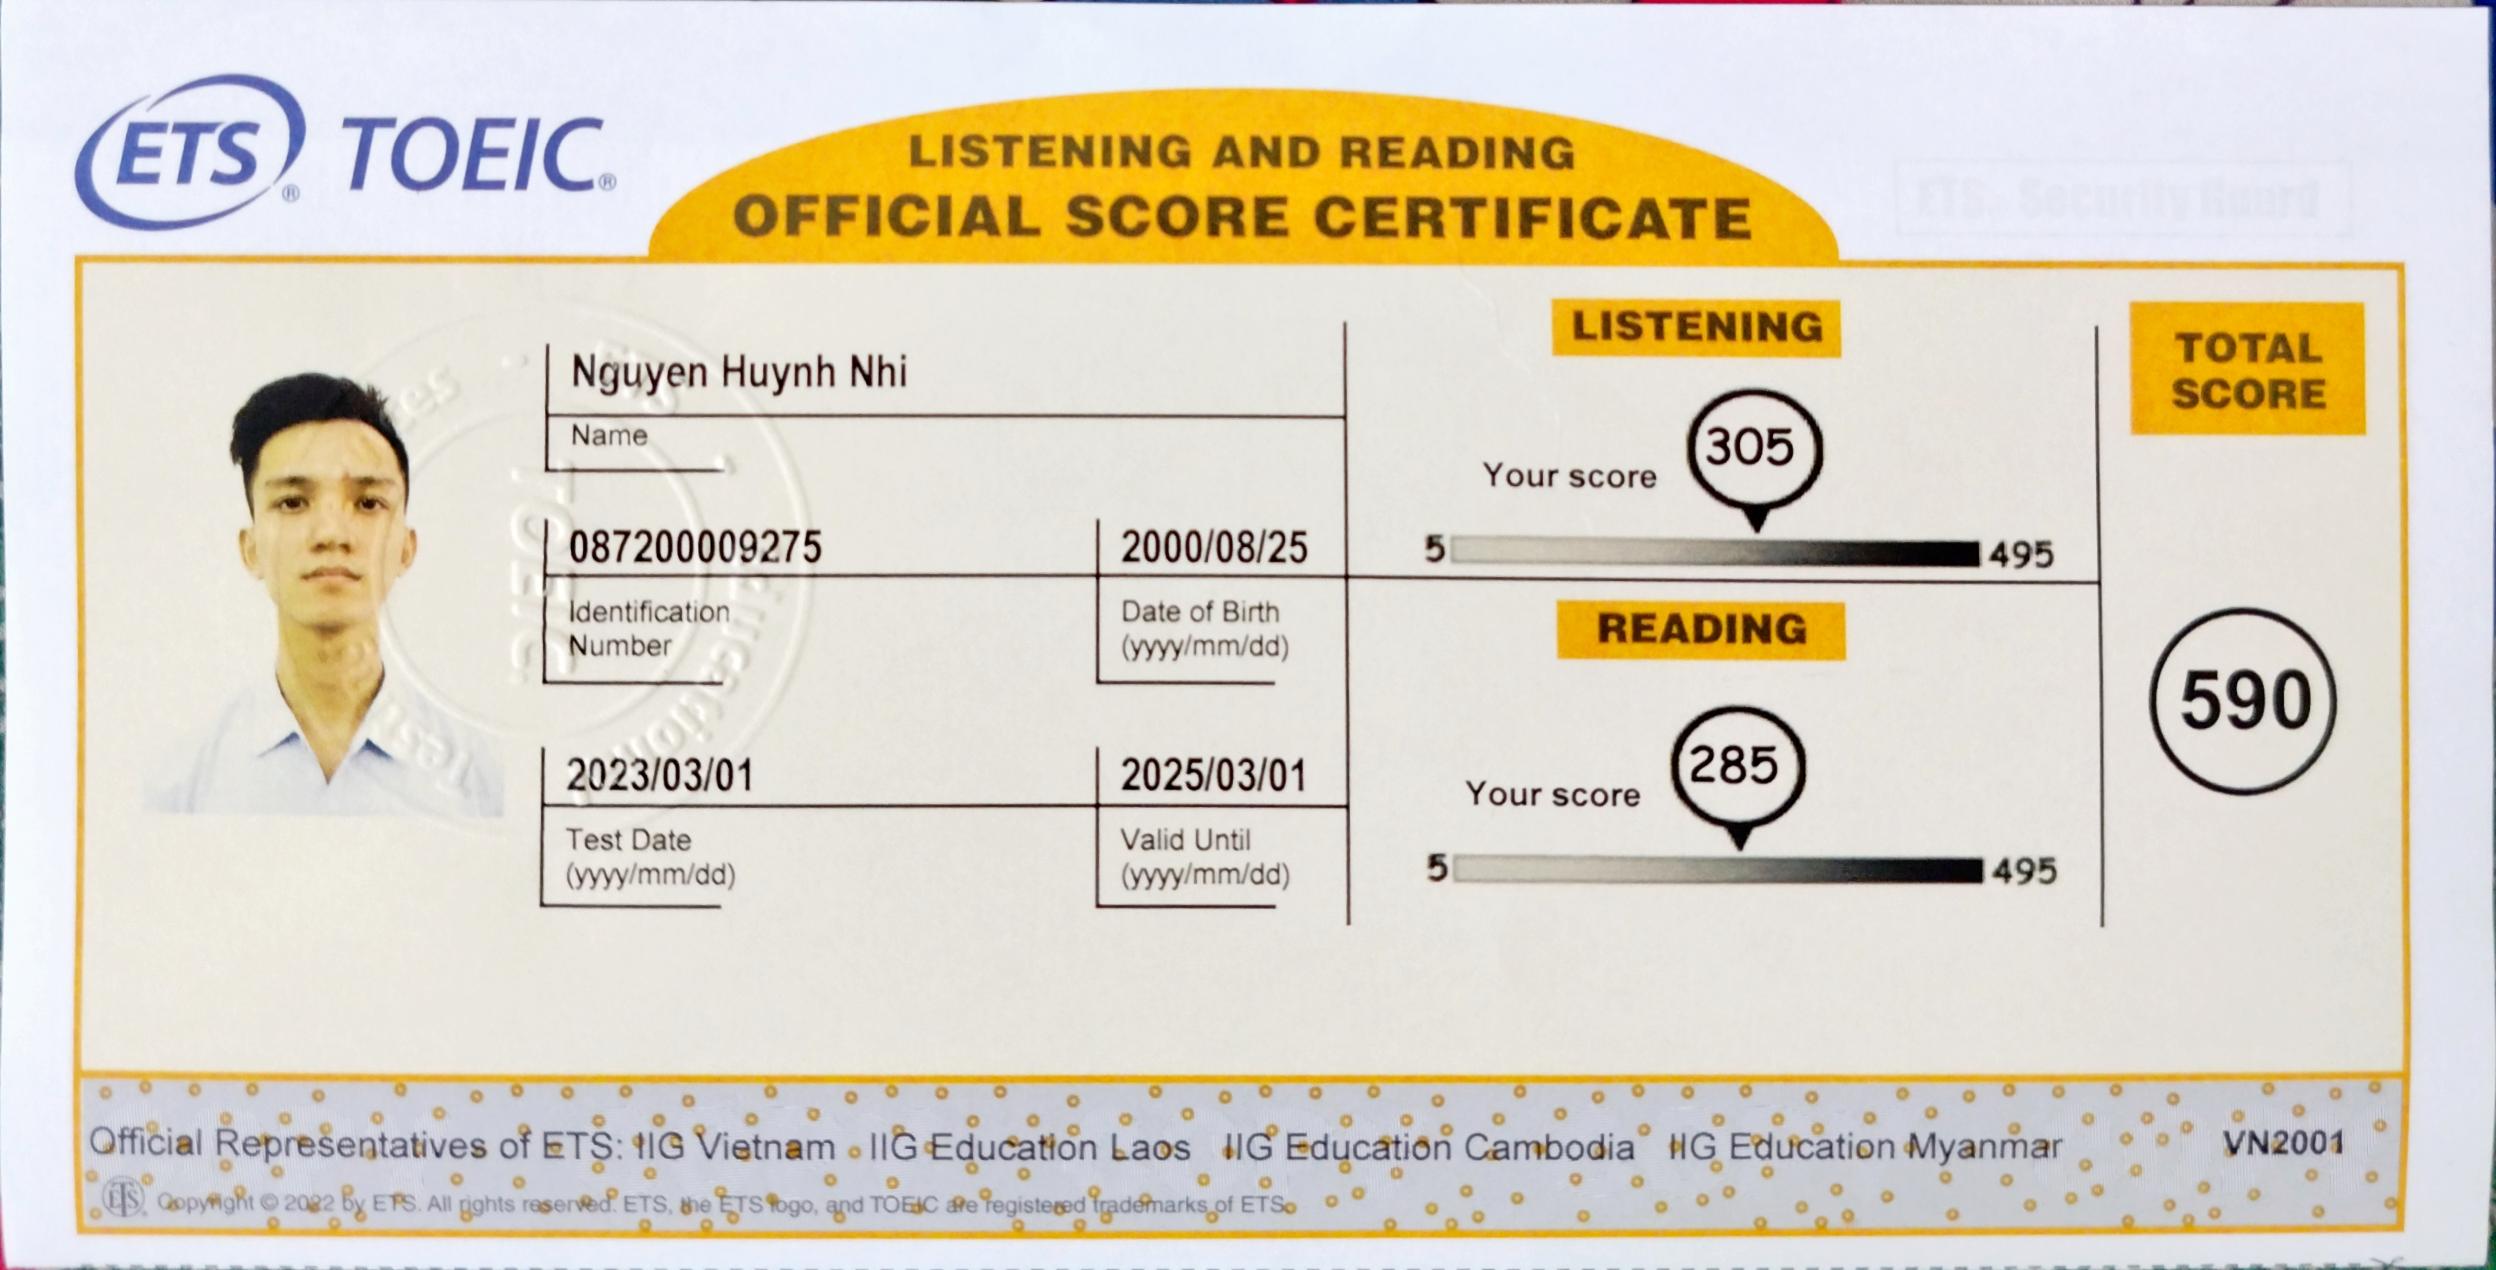 ETS® TOEIC®
LISTENING AND READING
OFFICIAL SCORE CERTIFICATE
ETS. Security Guard
Nguyen Huynh Nhi
Name
087200009275
Identification
Number
2000/08/25
Date of Birth
(yyyy/mm/dd)
2023/03/01
Test Date
(yyyy/mm/dd)
2025/03/01
Valid Until
(yyyy/mm/dd)
LISTENING
Your score
305
5 495
READING
Your score
285
5 495
TOTAL
SCORE
590
TOEIC
Official Representatives of ETS: IIG Vietnam IIG Education Laos IIG Education Cambodia IIG Education Myanmar
VN2001
ETS Copyright © 2022 by ETS. All rights reserved. ETS, the ETS logo, and TOEIC are registered trademarks of ETS.